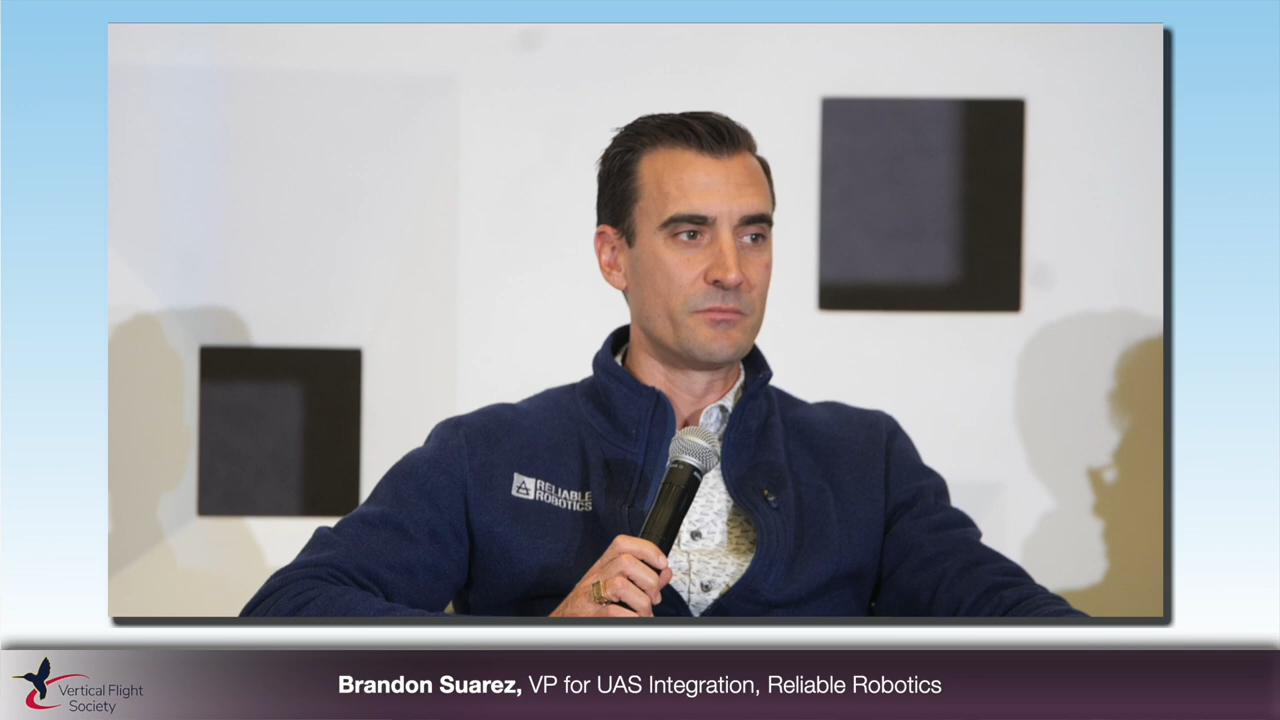 RELIABLE
ROBOTICS
Vertical Flight
Society
Brandon Suarez, VP for UAS Integration, Reliable Robotics